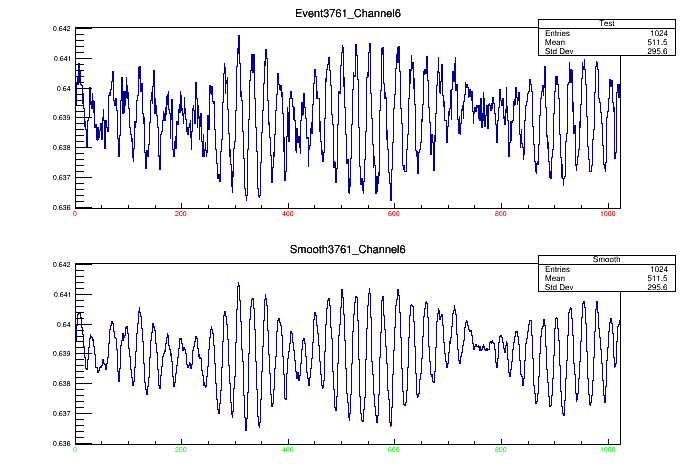 Event3761_Channel6
Test
Entries 1024
Mean 511.5
Std Dev 295.6
0.642
0.641
0.64
0.639
0.638
0.637
0.636
0 200 400 600 800 1000
Smooth3761_Channel6
Smooth
Entries 1024
Mean 511.5
Std Dev 295.6
0.642
0.641
0.64
0.639
0.638
0.637
0.636
0 200 400 600 800 1000